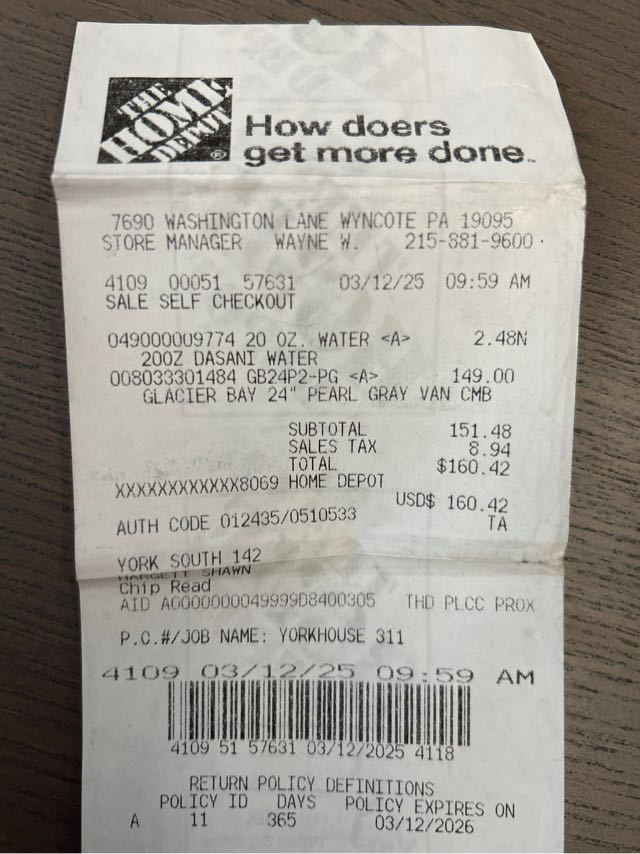 THE
HOME
DEPOT
®
How doers
get more done™
7690 WASHINGTON LANE WYNCOTE PA 19095
STORE MANAGER WAYNE W. 215-881-9600
4109 00051 57631 03/12/25 09:59 AM
SALE SELF CHECKOUT
049000009774 20 OZ. WATER <A> 2.48N
20OZ DASANI WATER
008033301484 GB24P2-PG <A> 149.00
GLACIER BAY 24" PEARL GRAY VAN CMB
SUBTOTAL 151.48
SALES TAX 8.94
TOTAL $160.42
XXXXXXXXXXXX8069 HOME DEPOT
USD$ 160.42
AUTH CODE 012435/0510533 TA
YORK SOUTH 142
SHAWN
Chip Read
AID A0000000049999D8400305 THD PLCC PROX
P.O.#/JOB NAME: YORKHOUSE 311
4109 03/12/25 09:59 AM
4109 51 57631 03/12/2025 4118
RETURN POLICY DEFINITIONS
POLICY ID DAYS POLICY EXPIRES ON
A 11 365 03/12/2026